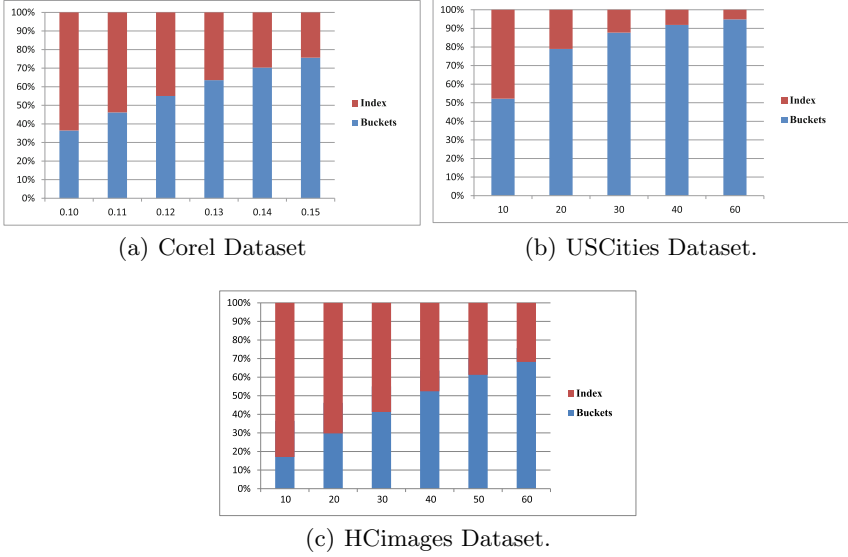 100%
90%
80%
70%
60%
50%
40%
30%
20%
10%
0%
0.10 0.11 0.12 0.13 0.14 0.15
Index
Buckets
(a) Corel Dataset
100%
90%
80%
70%
60%
50%
40%
30%
20%
10%
0%
10 20 30 40 60
Index
Buckets
(b) USCities Dataset.
100%
90%
80%
70%
60%
50%
40%
30%
20%
10%
0%
10 20 30 40 50 60
Index
Buckets
(c) HCimages Dataset.